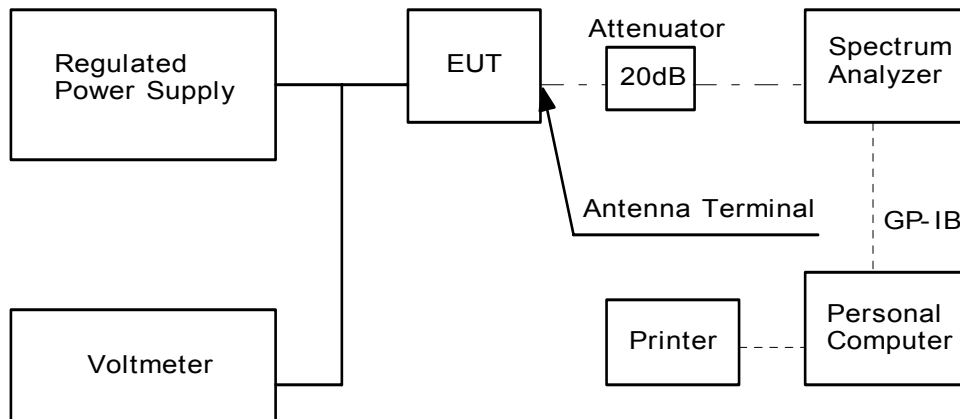 Regulated
Power Supply
EUT
Attenuator
20dB
Spectrum
Analyzer
Antenna Terminal
GP-IB
Voltmeter
Printer
Personal
Computer